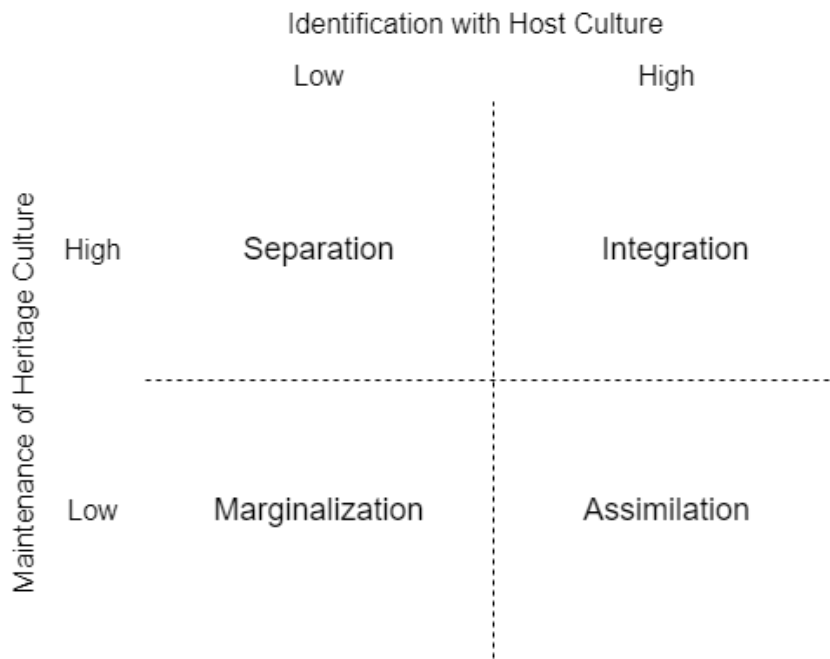 Identification with Host Culture
Low High
Maintenance of Heritage Culture
High Separation Integration
Low Marginalization Assimilation